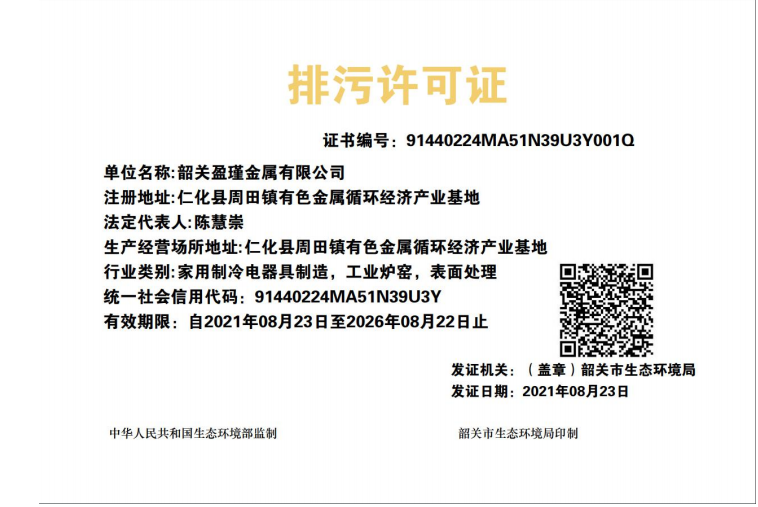 排污许可证
证书编号：91440224MA51N39U3Y001Q
单位名称:韶关盈瑾金属有限公司
注册地址:仁化县周田镇有色金属循环经济产业基地
法定代表人:陈慧崇
生产经营场所地址:仁化县周田镇有色金属循环经济产业基地
行业类别:家用制冷电器具制造，工业炉窑，表面处理
统一社会信用代码：91440224MA51N39U3Y
有效期限：自2021年08月23日至2026年08月22日止
发证机关：（盖章）韶关市生态环境局
发证日期：2021年08月23日
中华人民共和国生态环境部监制
韶关市生态环境局印制